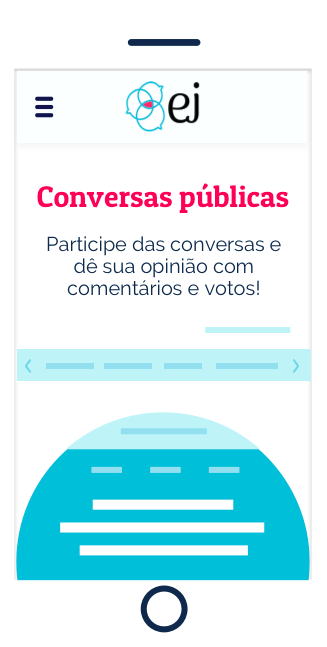 ej
Conversas públicas
Participe das conversas e
dê sua opinião com
comentários e votos!